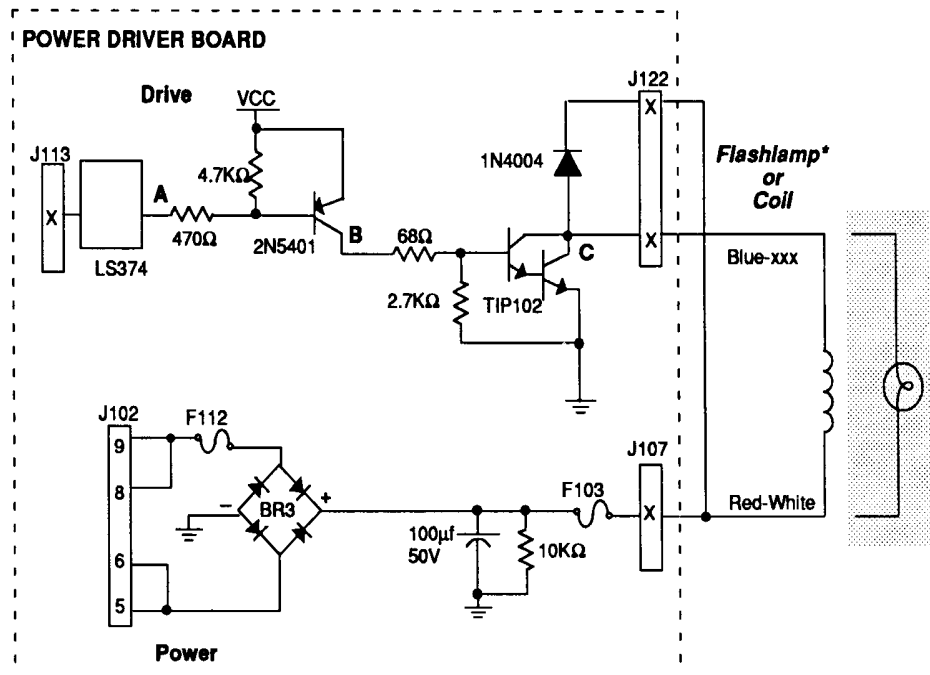 POWER DRIVER BOARD
Drive
VCC
J122
J113
4.7KΩ
1N4004
Flashlamp*
or
Coil
A
X
X
470Ω
2N5401
B
68Ω
C
X
Blue-xxx
LS374
2.7KΩ
TIP102
J102
F112
J107
9
8
BR3
–
+
F103
X
Red-White
100µf
50V
10KΩ
6
5
Power